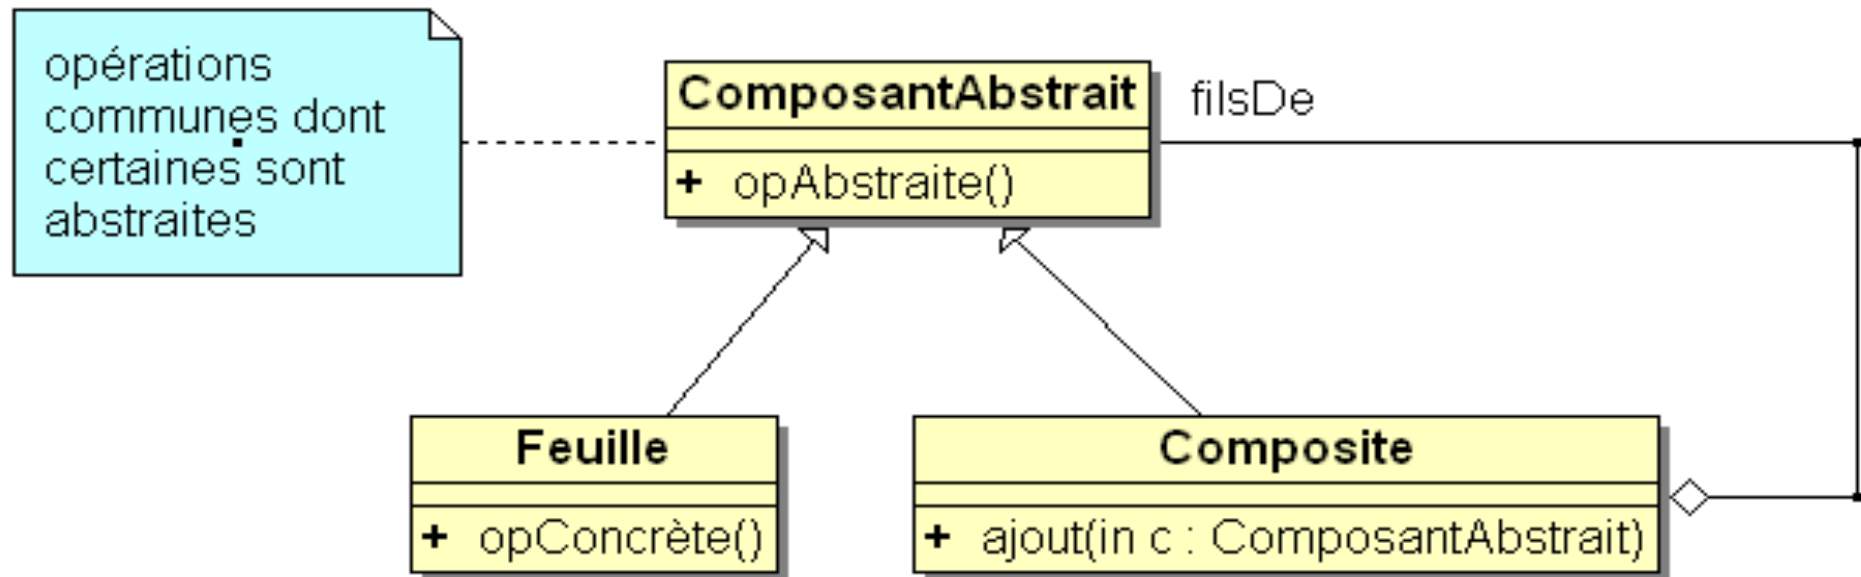 opérations
communes dont
certaines sont
abstraites
ComposantAbstrait
+ opAbstraite()
filsDe
Feuille
+ opConcrète()
Composite
+ ajout(in c : ComposantAbstrait)